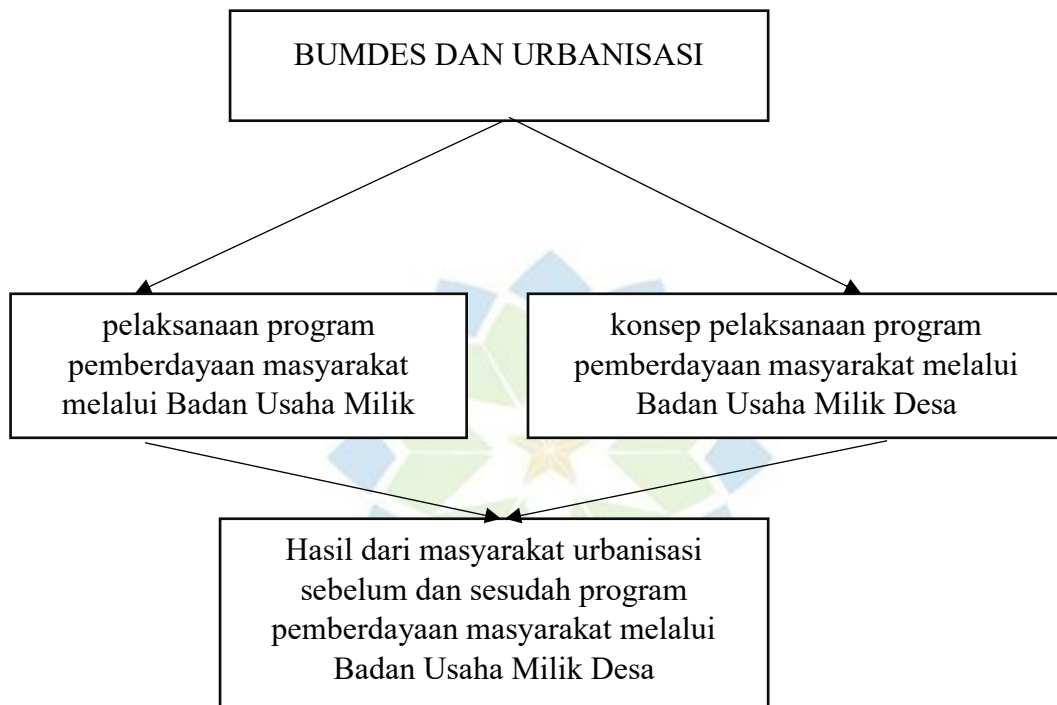 BUMDES DAN URBANISASI
pelaksanaan program
pemberdayaan masyarakat
melalui Badan Usaha Milik
konsep pelaksanaan program
pemberdayaan masyarakat melalui
Badan Usaha Milik Desa
Hasil dari masyarakat urbanisasi
sebelum dan sesudah program
pemberdayaan masyarakat melalui
Badan Usaha Milik Desa